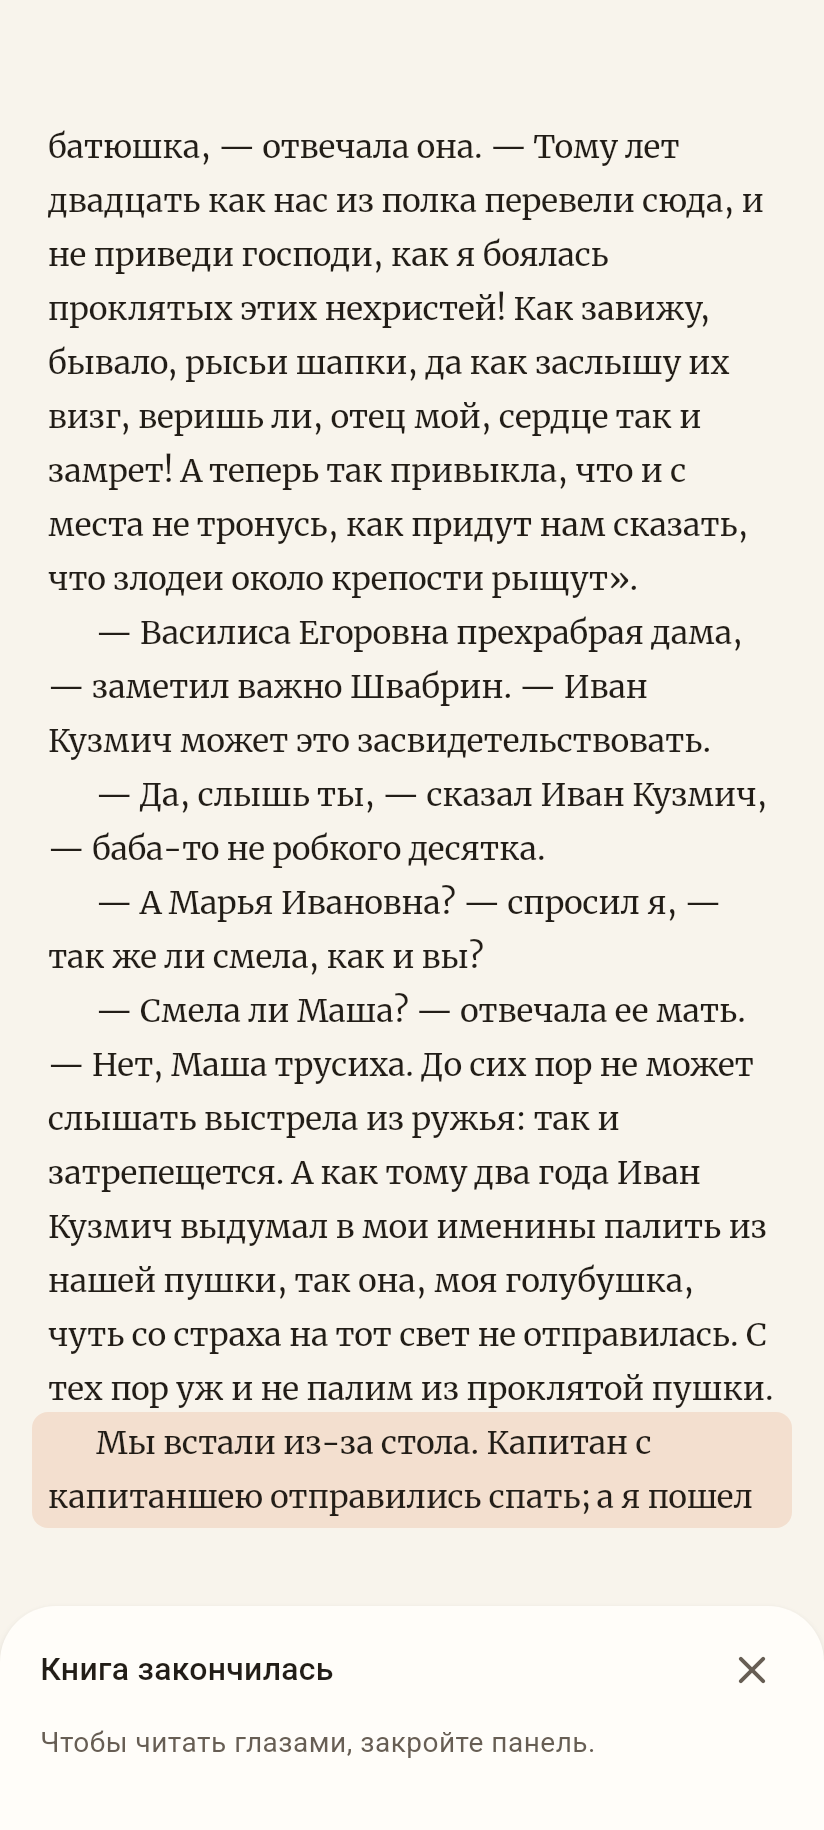 батюшка, — отвечала она. — Тому лет
двадцать как нас из полка перевели сюда, и
не приведи господи, как я боялась
проклятых этих нехристей! Как завижу,
бывало, рысьи шапки, да как заслышу их
визг, веришь ли, отец мой, сердце так и
замрет! А теперь так привыкла, что и с
места не тронусь, как придут нам сказать,
что злодеи около крепости рыщут».
— Василиса Егоровна прехрабрая дама,
— заметил важно Швабрин. — Иван
Кузмич может это засвидетельствовать.
— Да, слышь ты, — сказал Иван Кузмич,
— баба-то не робкого десятка.
— А Марья Ивановна? — спросил я, —
так же ли смела, как и вы?
— Смела ли Маша? — отвечала ее мать.
— Нет, Маша трусиха. До сих пор не может
слышать выстрела из ружья: так и
затрепещется. А как тому два года Иван
Кузмич выдумал в мои именины палить из
нашей пушки, так она, моя голубушка,
чуть со страха на тот свет не отправилась. С
тех пор уж и не палим из проклятой пушки.
Мы встали из-за стола. Капитан с
капитаншею отправились спать; а я пошел
Книга закончилась
Чтобы читать глазами, закройте панель.